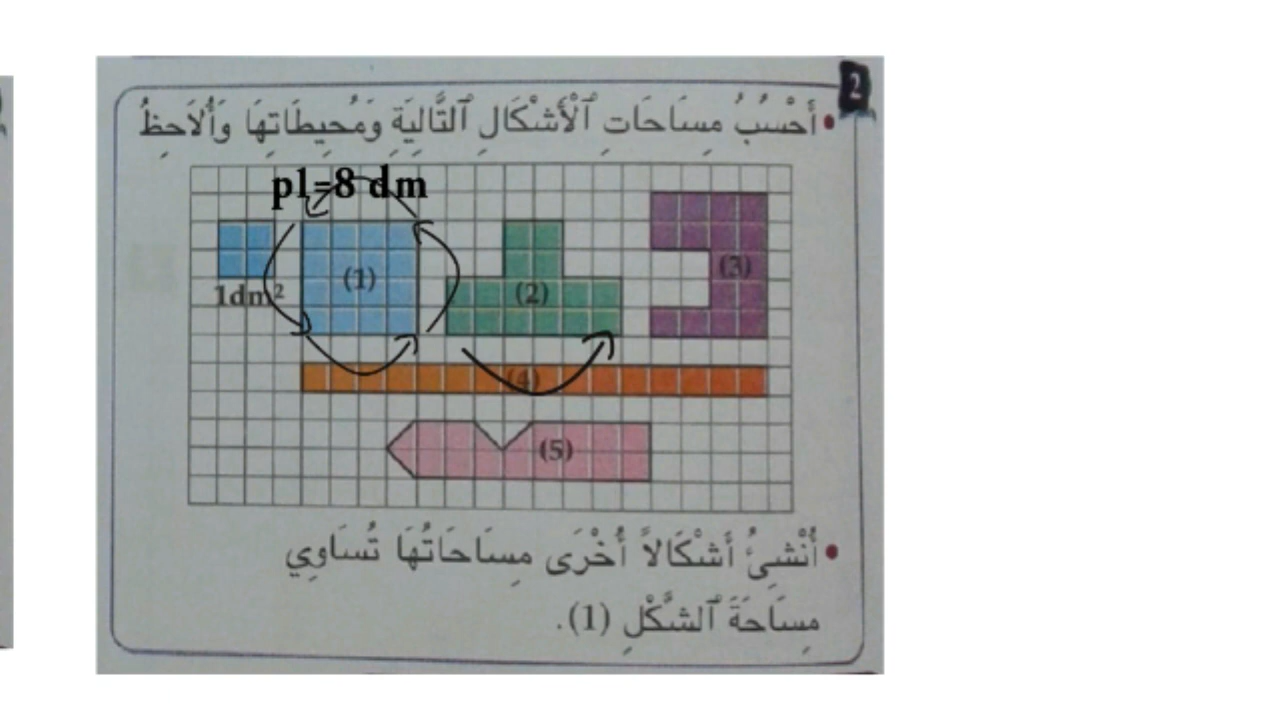 2
• أَحْسُبُ مِسَاحَاتِ ٱلْأَشْكَالِ ٱلتَّالِيَةِ وَمُحِيطَاتِهَا وَأُلَاحِظُ
p1=8 dm
(1)
(2)
(3)
1dm²
(4)
(5)
• أُنْشِئُ أَشْكَالاً أُخْرَى مِسَاحَاتُهَا تُسَاوِي
مِسَاحَةَ ٱلشَّكْلِ (1).